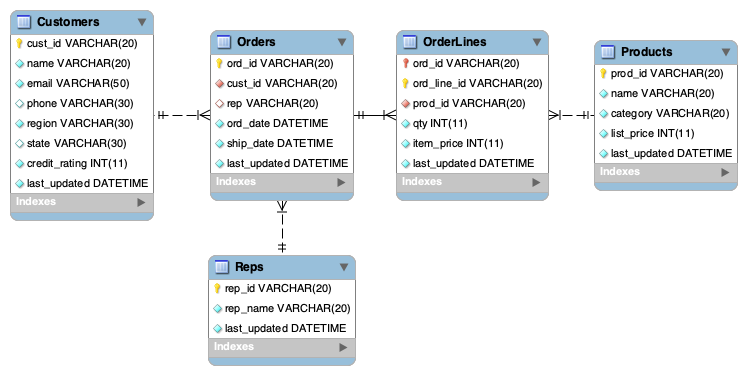 Customers
cust_id VARCHAR(20)
name VARCHAR(20)
email VARCHAR(50)
phone VARCHAR(30)
region VARCHAR(30)
state VARCHAR(30)
credit_rating INT(11)
last_updated DATETIME
Indexes
Orders
ord_id VARCHAR(20)
cust_id VARCHAR(20)
rep VARCHAR(20)
ord_date DATETIME
ship_date DATETIME
last_updated DATETIME
Indexes
OrderLines
ord_id VARCHAR(20)
ord_line_id VARCHAR(20)
prod_id VARCHAR(20)
qty INT(11)
item_price INT(11)
last_updated DATETIME
Indexes
Products
prod_id VARCHAR(20)
name VARCHAR(20)
category VARCHAR(20)
list_price INT(11)
last_updated DATETIME
Indexes
Reps
rep_id VARCHAR(20)
rep_name VARCHAR(20)
last_updated DATETIME
Indexes